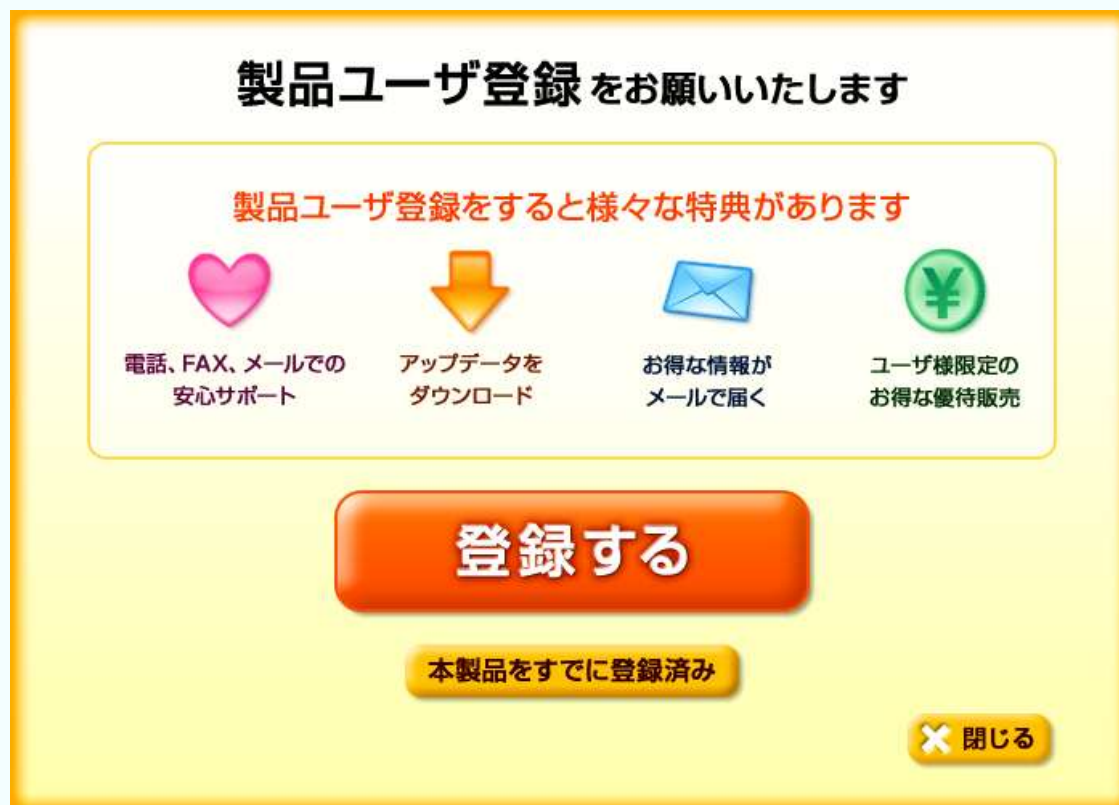 製品ユーザ登録をお願いいたします
製品ユーザ登録をすると様々な特典があります
電話、FAX、メールでの
安心サポート
アップデータを
ダウンロード
お得な情報が
メールで届く
ユーザ様限定の
お得な優待販売
登録する
本製品をすでに登録済み
閉じる